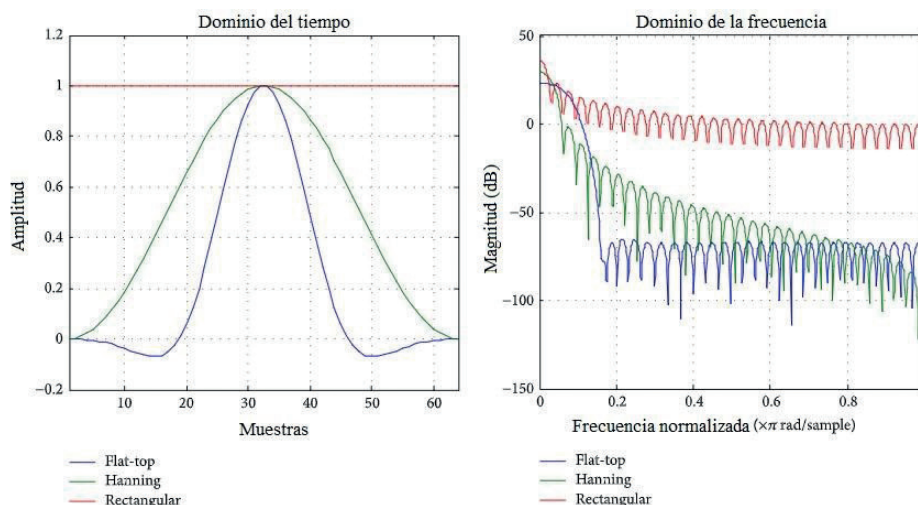 Dominio del tiempo
1.2
1
0.8
0.6
0.4
0.2
0
−0.2
10 20 30 40 50 60
Amplitud
Muestras
Flat-top
Hanning
Rectangular
Dominio de la frecuencia
50
0
−50
−100
−150
0 0.2 0.4 0.6 0.8
Magnitud (dB)
Frecuencia normalizada (×π rad/sample)
Flat-top
Hanning
Rectangular